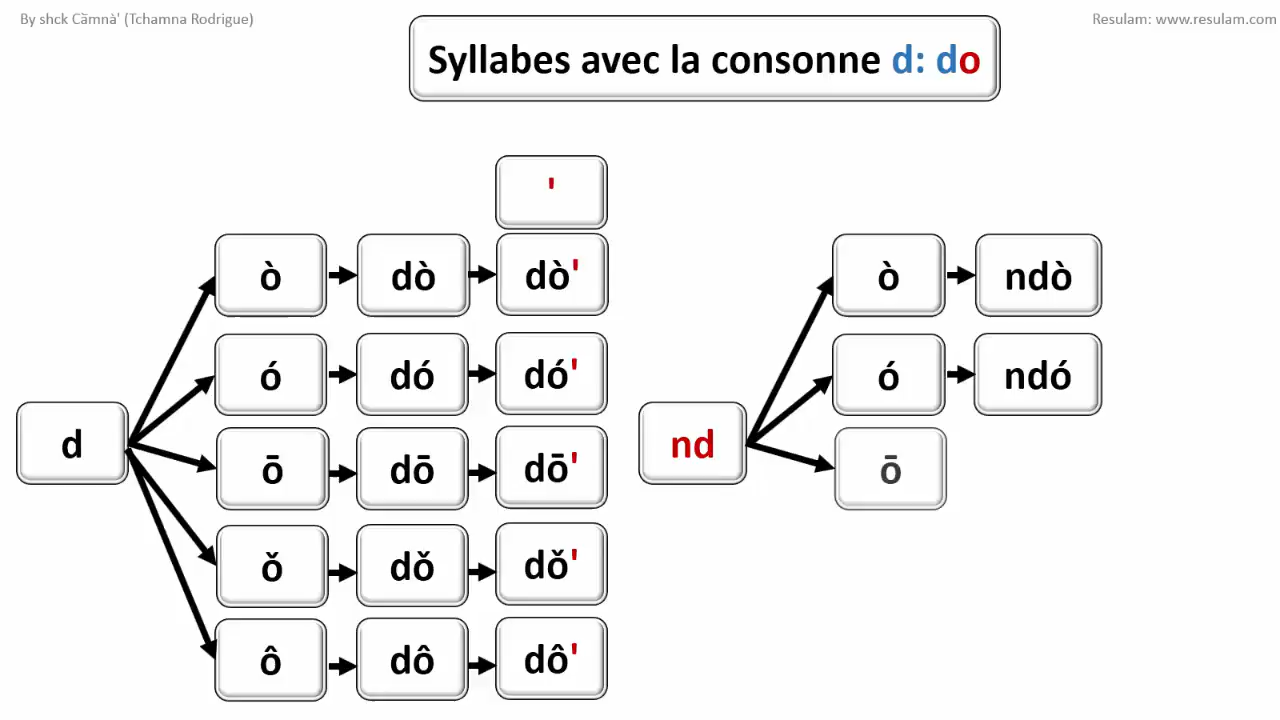 By shck Cǎmnà' (Tchamna Rodrigue)
Resulam: www.resulam.com
Syllabes avec la consonne d: do
'
ò dò dò' ò ndò
ó dó dó' ó ndó
d nd
ō dō dō' ō
ǒ dǒ dǒ'
ô dô dô'